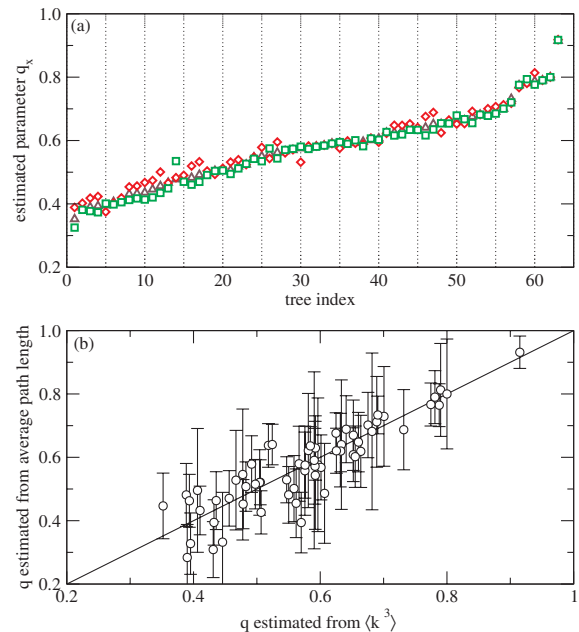 (a)
1.0
0.8
0.6
0.4
0.2
estimated parameter q_x
0 10 20 30 40 50 60
tree index
(b)
1.0
0.8
0.6
0.4
0.2
q estimated from average path length
0.2 0.4 0.6 0.8 1
q estimated from ⟨k³⟩